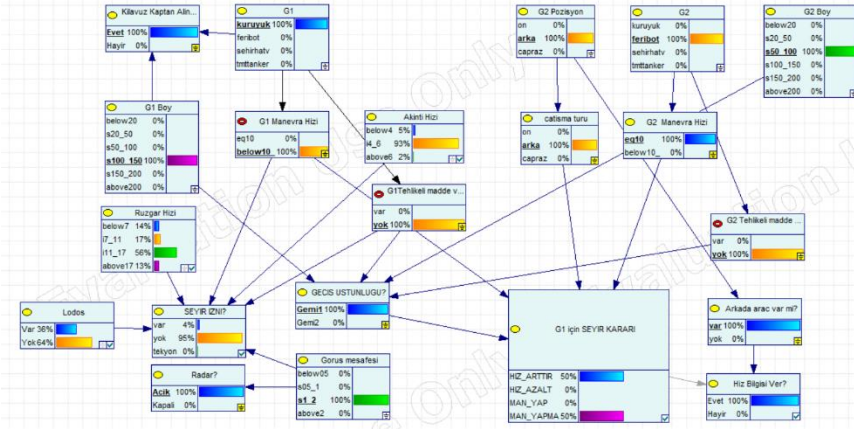 Kilavuz Kaptan Alin...
Evet 100%
Hayir 0%
G1
kuruyuk 100%
feribot 0%
sehirhatv 0%
tmttanker 0%
G2 Pozisyon
on 0%
arka 100%
capraz 0%
G2
kuruyuk 0%
feribot 100%
sehirhatv 0%
tmttanker 0%
G2 Boy
below20 0%
s20_50 0%
s50_100 100%
s100_150 0%
s150_200 0%
above200 0%
G1 Boy
below20 0%
s20_50 0%
s50_100 0%
s100_150 100%
s150_200 0%
above200 0%
G1 Manevra Hizi
eq10 0%
below10_ 100%
Akinti Hizi
below4 5%
i4_6 93%
above6 2%
catisma turu
on 0%
arka 100%
capraz 0%
G2 Manevra Hizi
eq10 100%
below10_ 0%
G1Tehlikeli madde v...
var 0%
yok 100%
G2 Tehlikeli madde ...
var 0%
yok 100%
Ruzgar Hizi
below7 14%
i7_11 17%
i11_17 56%
above17 13%
Lodos
Var 36%
Yok 64%
SEYIR IZNI?
var 4%
yok 95%
tekyon 0%
GECIS USTUNLUGU?
Gemi1 100%
Gemi2 0%
G1 için SEYIR KARARI
HIZ_ARTTIR 50%
HIZ_AZALT 0%
MAN_YAP 0%
MAN_YAPMA 50%
Arkada arac var mi?
var 100%
yok 0%
Radar?
Acik 100%
Kapali 0%
Gorus mesafesi
below05 0%
s05_1 0%
s1_2 100%
above2 0%
Hiz Bilgisi Ver?
Evet 100%
Hayir 0%
Evaluation Use Only